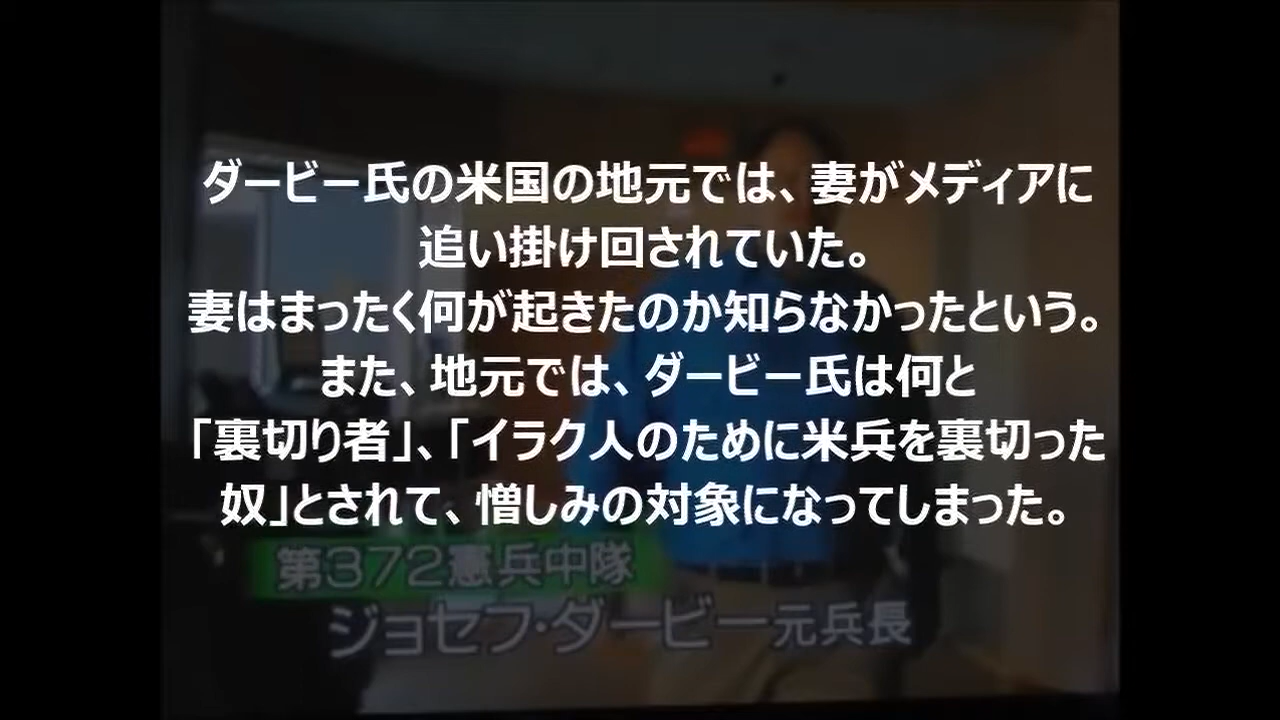 ダービー氏の米国の地元では、妻がメディアに
追い掛け回されていた。
妻はまったく何が起きたのか知らなかったという。
また、地元では、ダービー氏は何と
「裏切り者」、「イラク人のために米兵を裏切った
奴」とされて、憎しみの対象になってしまった。
第372憲兵中隊
ジョセフ・ダービー元兵長